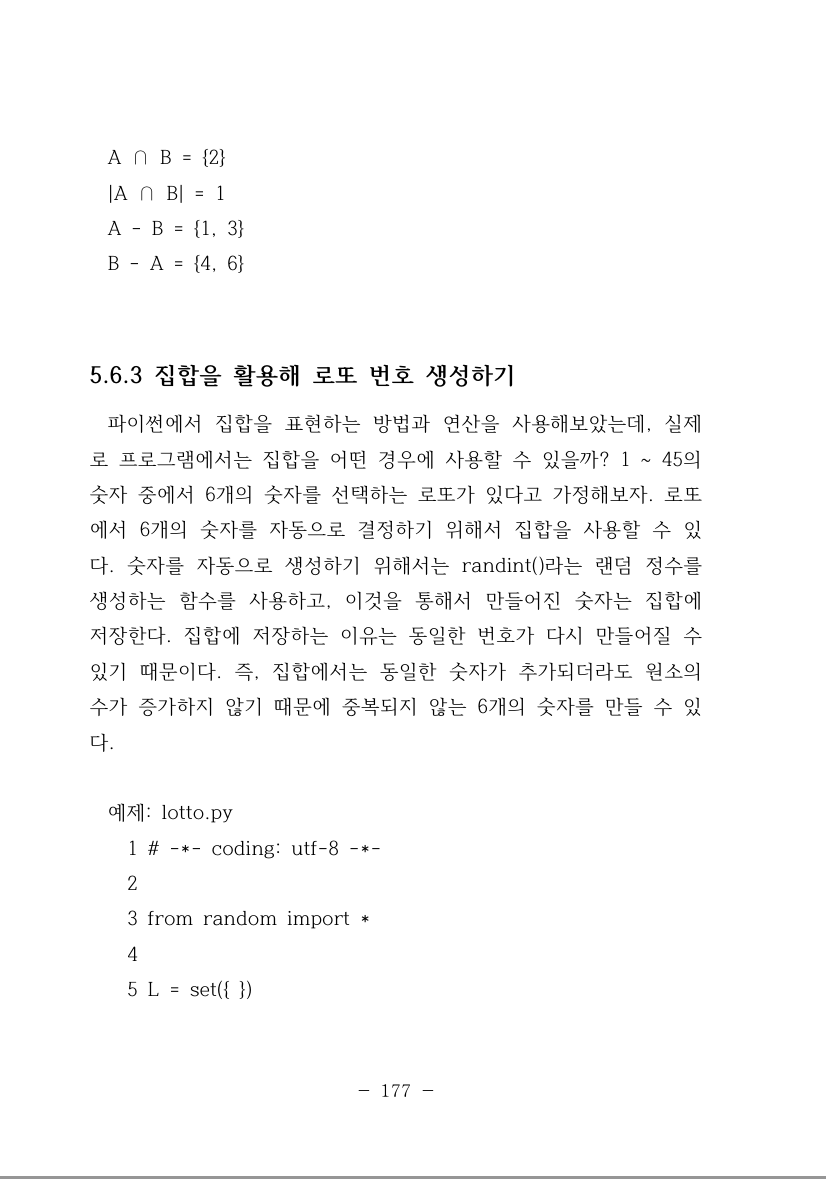 A ∩ B = {2}
|A ∩ B| = 1
A - B = {1, 3}
B - A = {4, 6}
5.6.3 집합을 활용해 로또 번호 생성하기
파이썬에서 집합을 표현하는 방법과 연산을 사용해보았는데, 실제
로 프로그램에서는 집합을 어떤 경우에 사용할 수 있을까? 1 ~ 45의
숫자 중에서 6개의 숫자를 선택하는 로또가 있다고 가정해보자. 로또
에서 6개의 숫자를 자동으로 결정하기 위해서 집합을 사용할 수 있
다. 숫자를 자동으로 생성하기 위해서는 randint()라는 랜덤 정수를
생성하는 함수를 사용하고, 이것을 통해서 만들어진 숫자는 집합에
저장한다. 집합에 저장하는 이유는 동일한 번호가 다시 만들어질 수
있기 때문이다. 즉, 집합에서는 동일한 숫자가 추가되더라도 원소의
수가 증가하지 않기 때문에 중복되지 않는 6개의 숫자를 만들 수 있
다.
예제: lotto.py
1 # -*- coding: utf-8 -*-
2
3 from random import *
4
5 L = set({ })
- 177 -